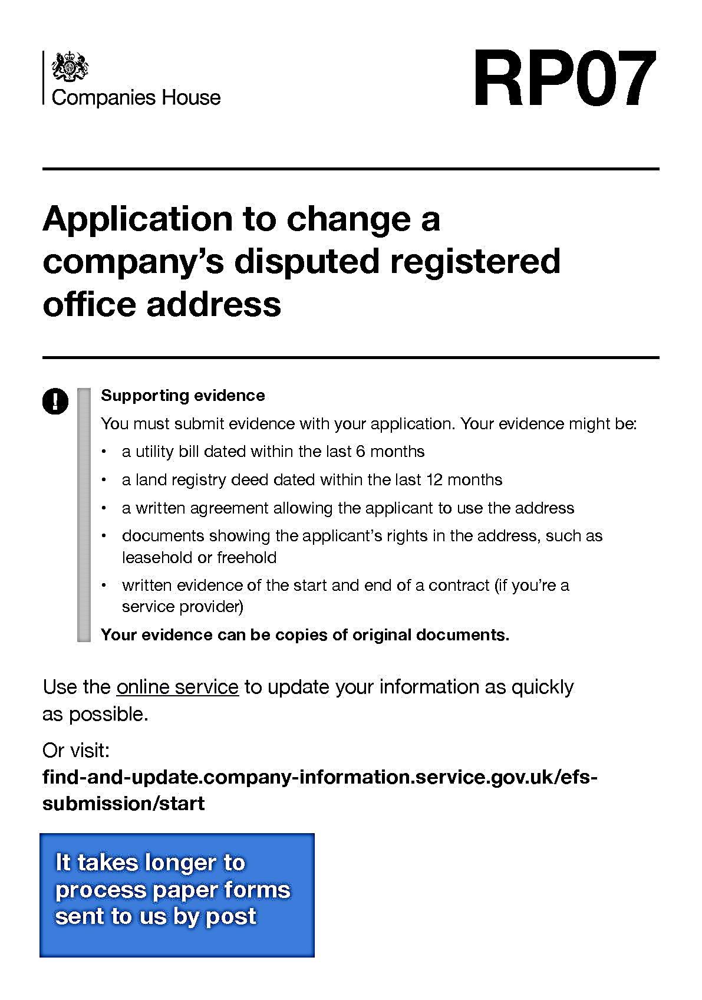 Companies House
RP07
Application to change a
company’s disputed registered
office address
!
Supporting evidence
You must submit evidence with your application. Your evidence might be:
• a utility bill dated within the last 6 months
• a land registry deed dated within the last 12 months
• a written agreement allowing the applicant to use the address
• documents showing the applicant’s rights in the address, such as
leasehold or freehold
• written evidence of the start and end of a contract (if you’re a
service provider)
Your evidence can be copies of original documents.
Use the online service to update your information as quickly
as possible.
Or visit:
find-and-update.company-information.service.gov.uk/efs-
submission/start
It takes longer to
process paper forms
sent to us by post